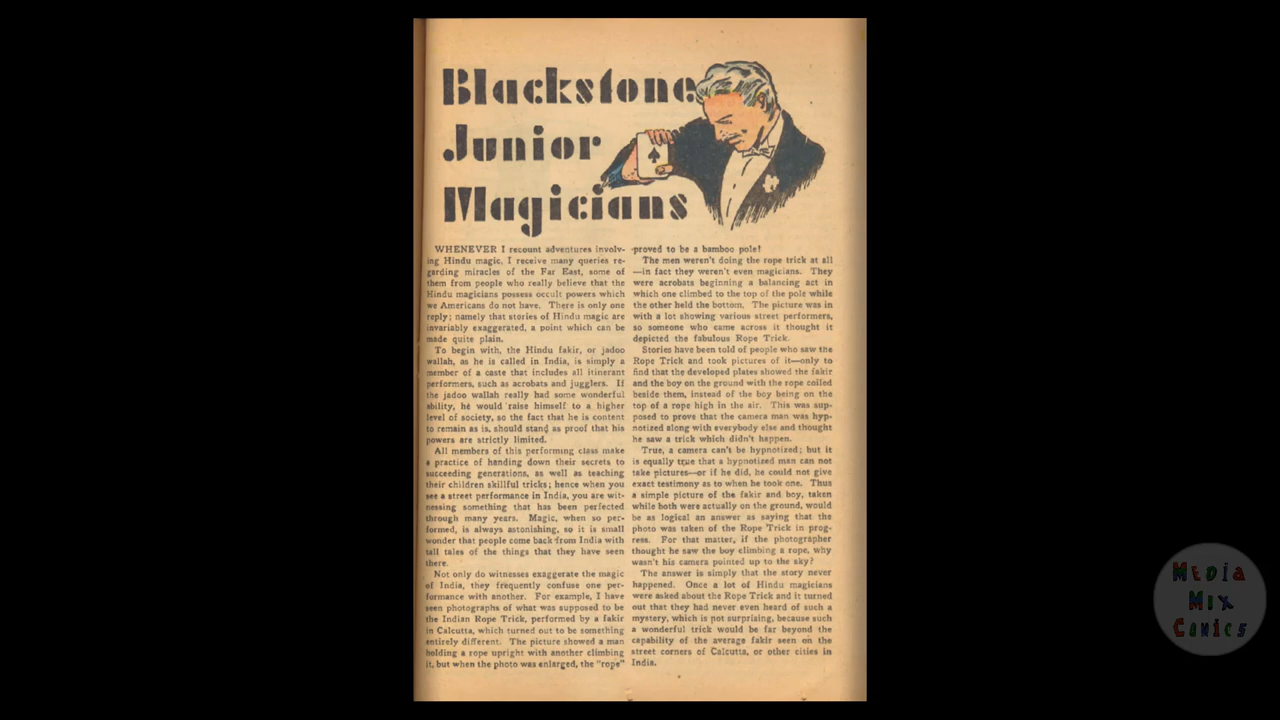 Blackstone
Junior
Magicians
WHENEVER I recount adventures involv-
ing Hindu magic, I receive many queries re-
garding miracles of the Far East, some of
them from people who really believe that the
Hindu magicians possess occult powers which
we Americans do not have. There is only one
reply; namely that stories of Hindu magic are
invariably exaggerated, a point which can be
made quite plain.
To begin with, the Hindu fakir, or jadoo
wallah, as he is called in India, is simply a
member of a caste that includes all itinerant
performers, such as acrobats and jugglers. If
the jadoo wallah really had some wonderful
ability, he would raise himself to a higher
level of society, so the fact that he is content
to remain as is, should stand as proof that his
powers are strictly limited.
All members of this performing class make
a practice of handing down their secrets to
succeeding generations, as well as teaching
their children skillful tricks; hence when you
see a street performance in India, you are wit-
nessing something that has been perfected
through many years. Magic, when so per-
formed, is always astonishing, so it is small
wonder that people come back from India with
tall tales of the things that they have seen
there.
Not only do witnesses exaggerate the magic
of India, they frequently confuse one per-
formance with another. For example, I have
seen photographs of what was supposed to be
the Indian Rope Trick, performed by a fakir
in Calcutta, which turned out to be something
entirely different. The picture showed a man
holding a rope upright with another climbing
it, but when the photo was enlarged, the "rope"
proved to be a bamboo pole!
The men weren't doing the rope trick at all
—in fact they weren't even magicians. They
were acrobats beginning a balancing act in
which one climbed to the top of the pole while
the other held the bottom. The picture was in
with a lot showing various street performers,
so someone who came across it thought it
depicted the fabulous Rope Trick.
Stories have been told of people who saw the
Rope Trick and took pictures of it—only to
find that the developed plates showed the fakir
and the boy on the ground with the rope coiled
beside them, instead of the boy being on the
top of a rope high in the air. This was sup-
posed to prove that the camera man was hyp-
notized along with everybody else and thought
he saw a trick which didn't happen.
True, a camera can't be hypnotized; but it
is equally true that a hypnotized man can not
take pictures—or if he did, he could not give
exact testimony as to when he took one. Thus
a simple picture of the fakir and boy, taken
while both were actually on the ground, would
be as logical an answer as saying that the
photo was taken of the Rope Trick in prog-
ress. For that matter, if the photographer
thought he saw the boy climbing a rope, why
wasn't his camera pointed up to the sky?
The answer is simply that the story never
happened. Once a lot of Hindu magicians
were asked about the Rope Trick and it turned
out that they had never even heard of such a
mystery, which is not surprising, because such
a wonderful trick would be far beyond the
capability of the average fakir seen on the
street corners of Calcutta, or other cities in
India.
Media
Mix
Comics